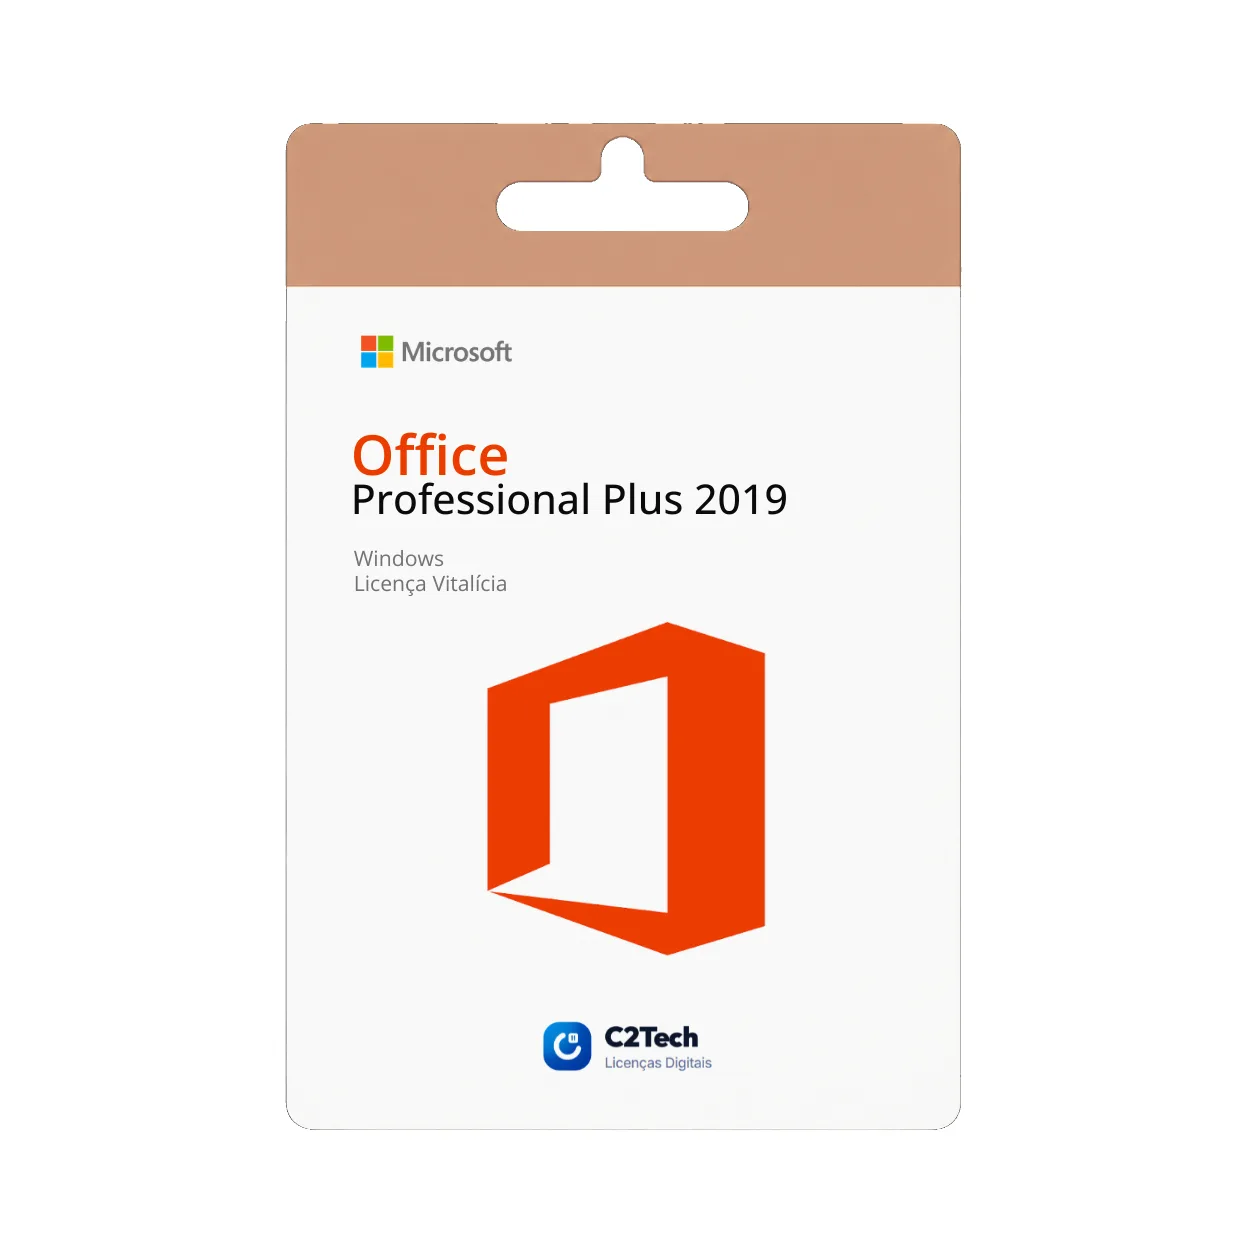 Microsoft
Office
Professional Plus 2019
Windows
Licença Vitalícia
C2Tech
Licenças Digitais